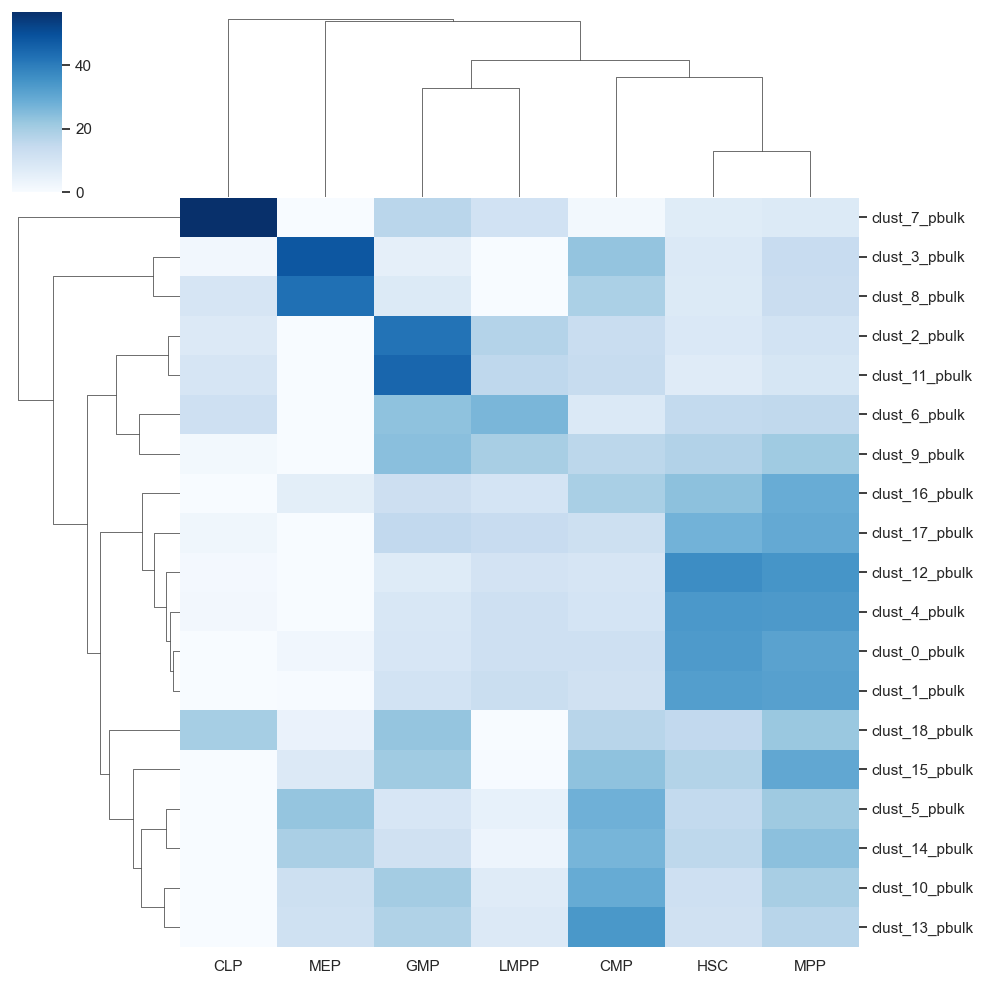 40
20
0
clust_7_pbulk
clust_3_pbulk
clust_8_pbulk
clust_2_pbulk
clust_11_pbulk
clust_6_pbulk
clust_9_pbulk
clust_16_pbulk
clust_17_pbulk
clust_12_pbulk
clust_4_pbulk
clust_0_pbulk
clust_1_pbulk
clust_18_pbulk
clust_15_pbulk
clust_5_pbulk
clust_14_pbulk
clust_10_pbulk
clust_13_pbulk
CLP MEP GMP LMPP CMP HSC MPP